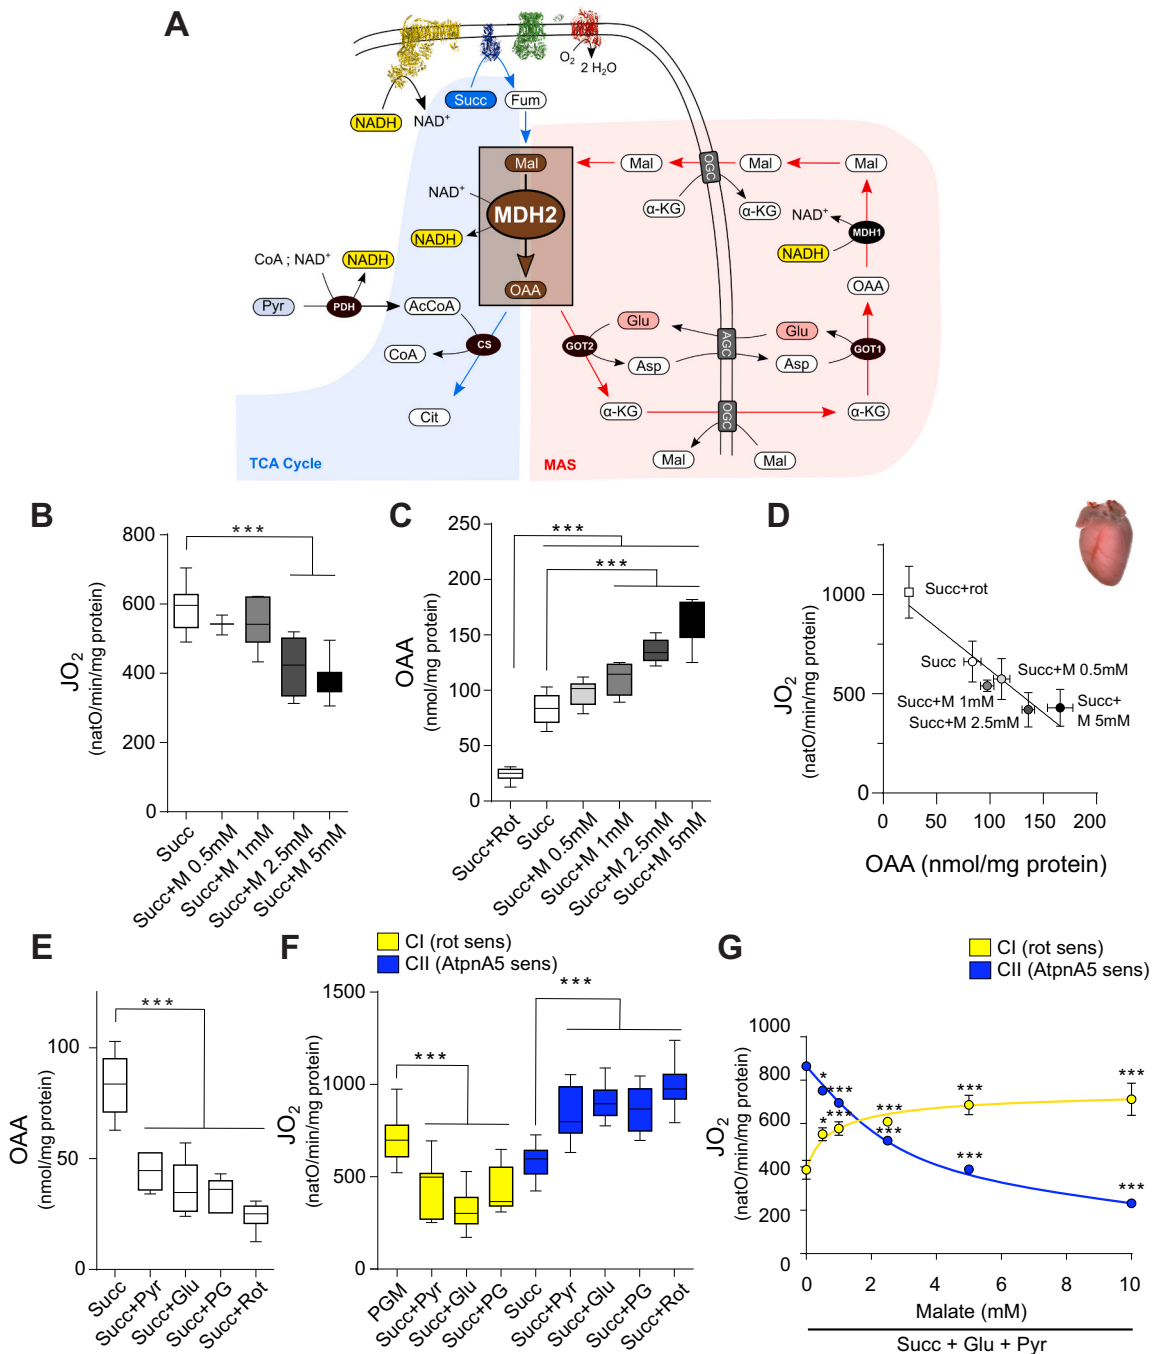 A
O₂
2 H₂O
Succ
Fum
NADH
NAD⁺
Mal
Mal
Mal
Mal
OGC
NAD⁺
α-KG
α-KG
NAD⁺
MDH2
MDH1
NADH
NADH
CoA ; NAD⁺
NADH
OAA
OAA
Pyr
PDH
AcCoA
Glu
Glu
AGC
CoA
CS
GOT2
GOT1
Asp
Asp
Cit
α-KG
OGC
α-KG
Mal
Mal
TCA Cycle
MAS
B
JO₂
(natO/min/mg protein)
800
600
400
200
0
***
Succ
Succ+M 0.5mM
Succ+M 1mM
Succ+M 2.5mM
Succ+M 5mM
C
OAA
(nmol/mg protein)
250
200
150
100
50
0
***
***
Succ+Rot
Succ
Succ+M 0.5mM
Succ+M 1mM
Succ+M 2.5mM
Succ+M 5mM
D
JO₂
(natO/min/mg protein)
1000
500
0
Succ+rot
Succ
Succ+M 0.5mM
Succ+M 1mM
Succ+
M 5mM
Succ+M 2.5mM
0
50
100
150
200
OAA (nmol/mg protein)
E
OAA
(nmol/mg protein)
100
50
0
***
Succ
Succ+Pyr
Succ+Glu
Succ+PG
Succ+Rot
F
CI (rot sens)
CII (AtpnA5 sens)
JO₂
(natO/min/mg protein)
1500
1000
500
0
***
***
PGM
Succ+Pyr
Succ+Glu
Succ+PG
Succ
Succ+Pyr
Succ+Glu
Succ+PG
Succ+Rot
G
CI (rot sens)
CII (AtpnA5 sens)
JO₂
(natO/min/mg protein)
1000
800
600
400
200
0
*
***
*
***
***
***
***
***
***
***
0
2
4
6
8
10
Malate (mM)
Succ + Glu + Pyr